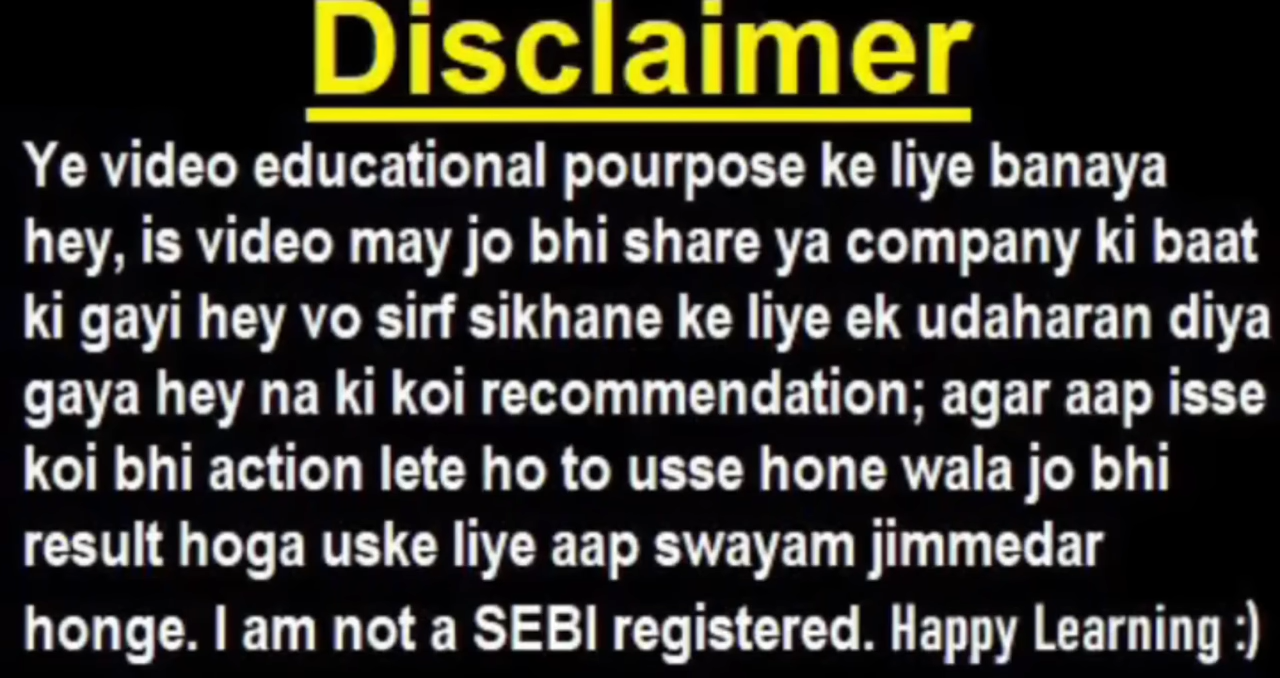 Disclaimer
Ye video educational pourpose ke liye banaya
hey, is video may jo bhi share ya company ki baat
ki gayi hey vo sirf sikhane ke liye ek udaharan diya
gaya hey na ki koi recommendation; agar aap isse
koi bhi action lete ho to usse hone wala jo bhi
result hoga uske liye aap swayam jimmedar
honge. I am not a SEBI registered. Happy Learning :)